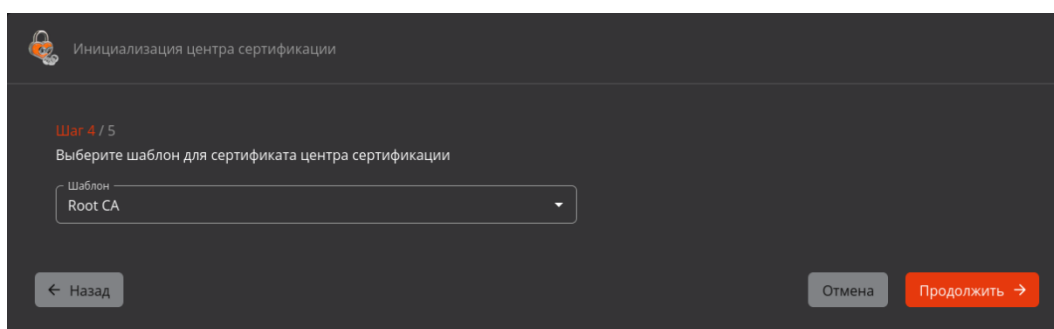 Инициализация центра сертификации
Шаг 4 / 5
Выберите шаблон для сертификата центра сертификации
Шаблон
Root CA
Назад
Отмена
Продолжить